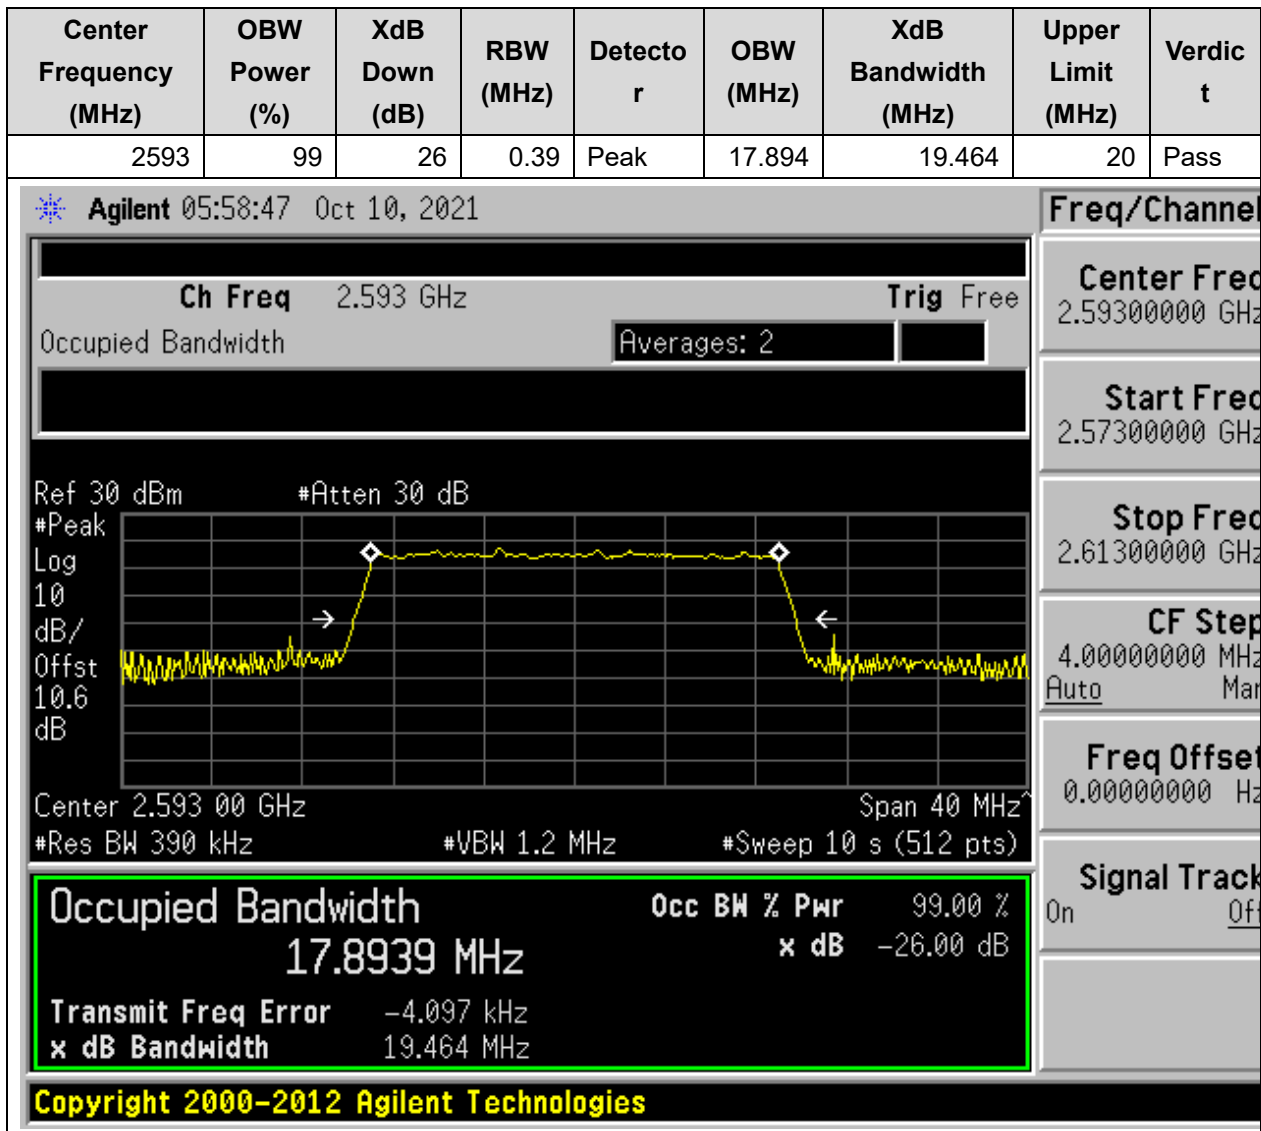 Center Frequency (MHz) OBW Power (%) XdB Down (dB) RBW (MHz) Detector OBW (MHz) XdB Bandwidth (MHz) Upper Limit (MHz) Verdict
2593 99 26 0.39 Peak 17.894 19.464 20 Pass
Agilent 05:58:47 Oct 10, 2021
Freq/Channel
Ch Freq 2.593 GHz Trig Free
Occupied Bandwidth Averages: 2
Center Freq
2.59300000 GHz
Start Freq
2.57300000 GHz
Stop Freq
2.61300000 GHz
CF Step
4.00000000 MHz
Auto Man
Freq Offset
0.00000000 Hz
Signal Track
On Off
Ref 30 dBm #Atten 30 dB
#Peak
Log
10
dB/
Offst
10.6
dB
Center 2.593 00 GHz Span 40 MHz^
#Res BW 390 kHz #VBW 1.2 MHz #Sweep 10 s (512 pts)
Occupied Bandwidth
17.8939 MHz
Occ BW % Pwr 99.00 %
x dB -26.00 dB
Transmit Freq Error -4.097 kHz
x dB Bandwidth 19.464 MHz
Copyright 2000-2012 Agilent Technologies